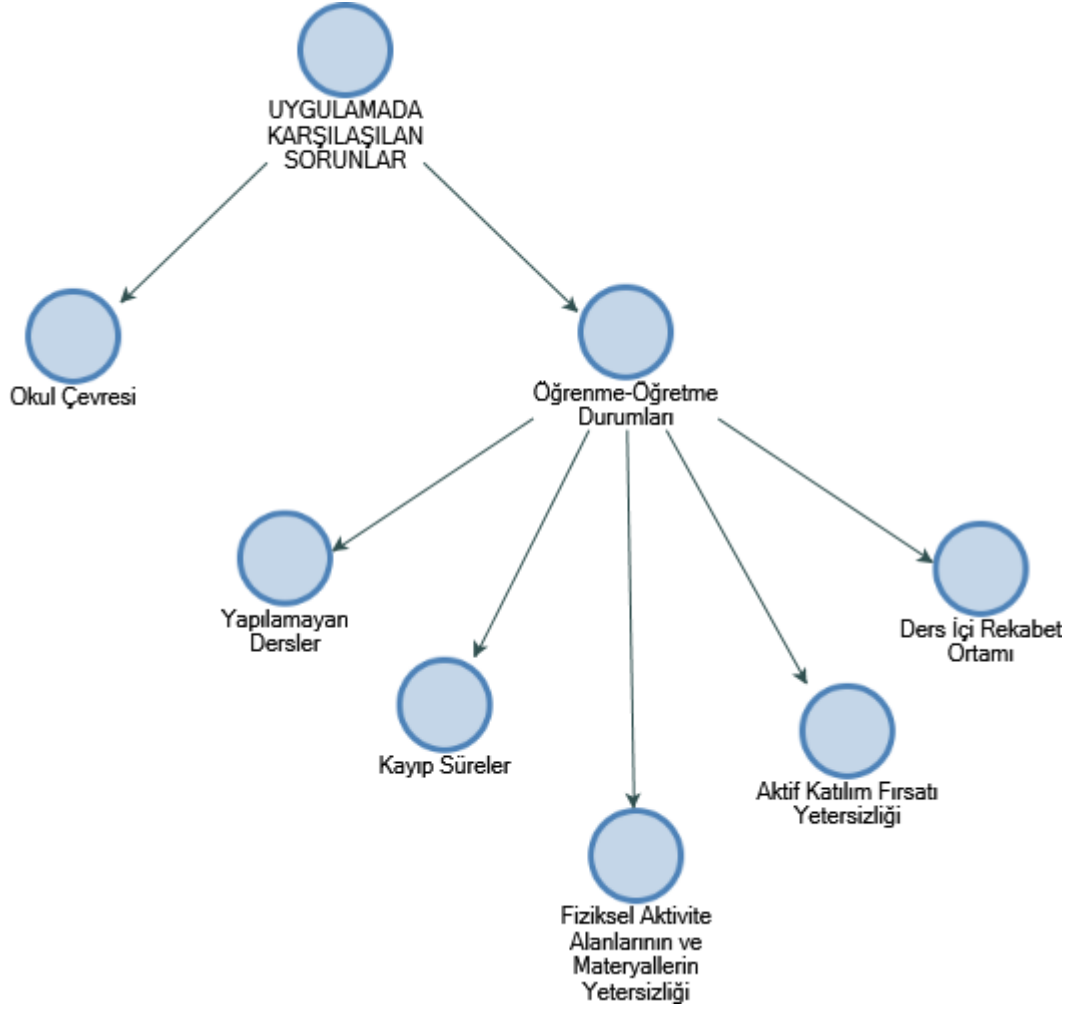 UYGULAMADA
KARŞILAŞILAN
SORUNLAR
Okul Çevresi
Öğrenme-Öğretme
Durumları
Yapılamayan
Dersler
Kayıp Süreler
Fiziksel Aktivite
Alanlarının ve
Materyallerin
Yetersizliği
Aktif Katılım Fırsatı
Yetersizliği
Ders İçi Rekabet
Ortamı